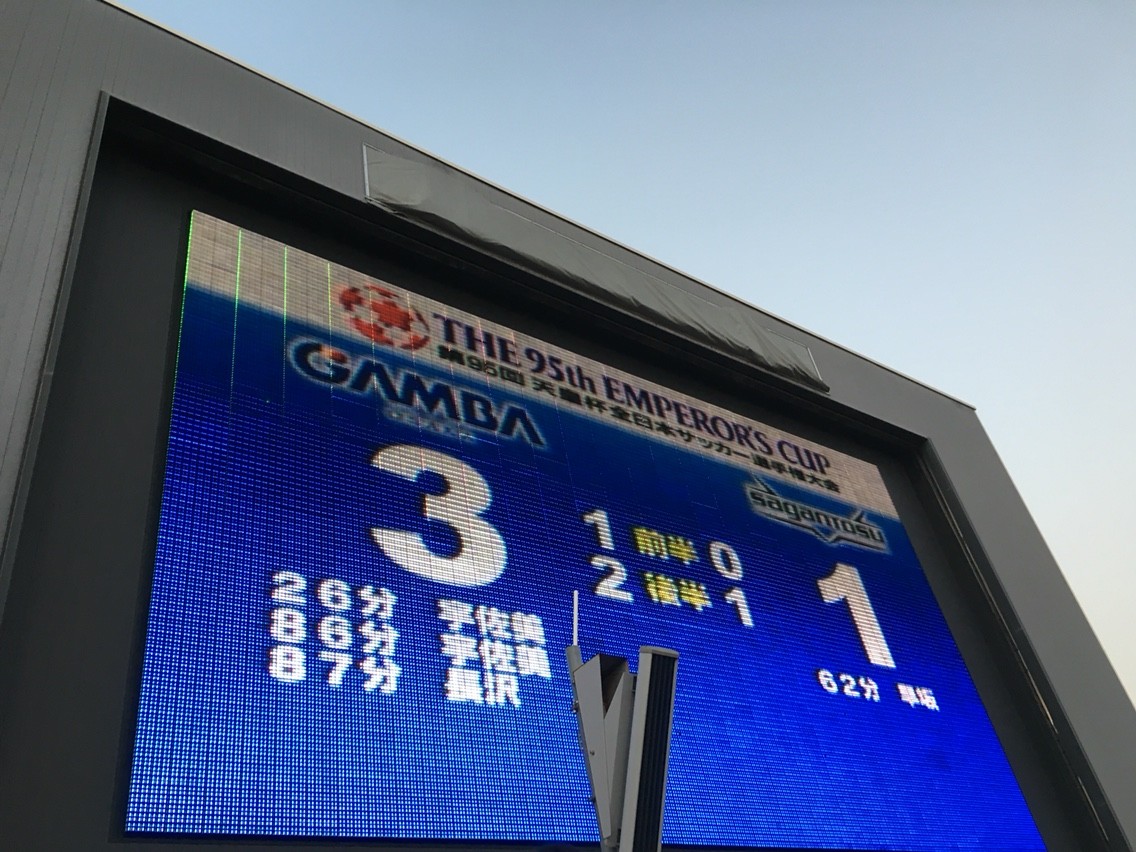 THE 95th EMPEROR'S CUP
第95回 天皇杯全日本サッカー選手権大会
GAMBA
sagantosu
3 1 前半 0 1
2 後半 1
26分 宇佐美
86分 宇佐美
87分 長沢
62分 早坂